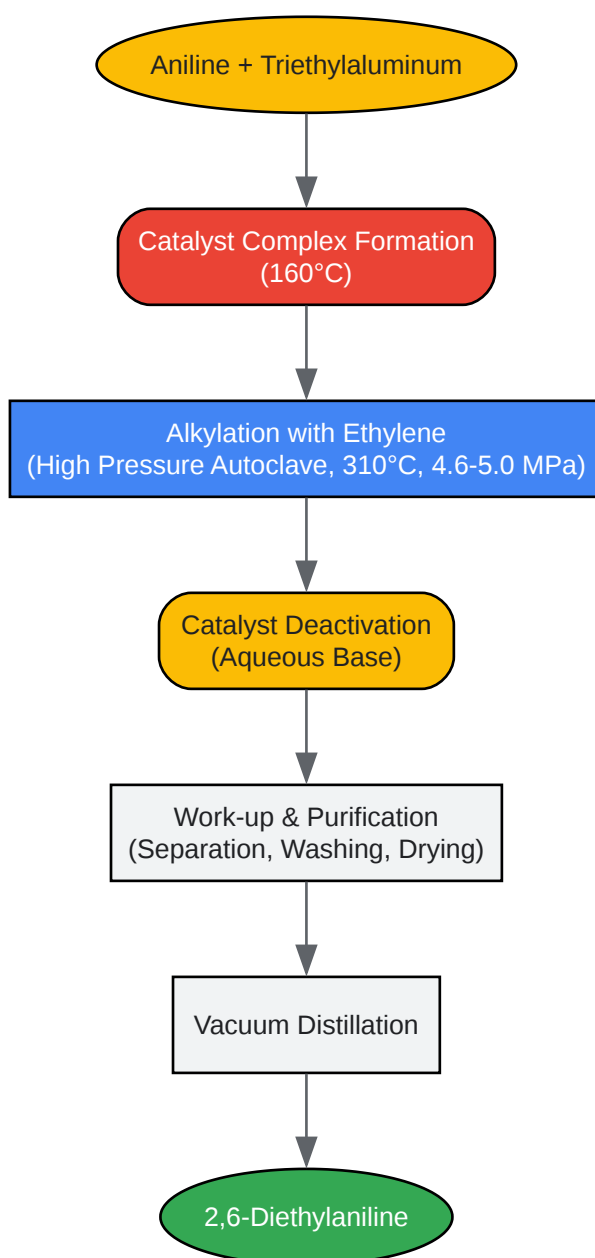 Aniline + Triethylaluminum
Catalyst Complex Formation
(160°C)
Alkylation with Ethylene
(High Pressure Autoclave, 310°C, 4.6-5.0 MPa)
Catalyst Deactivation
(Aqueous Base)
Work-up & Purification
(Separation, Washing, Drying)
Vacuum Distillation
2,6-Diethylaniline